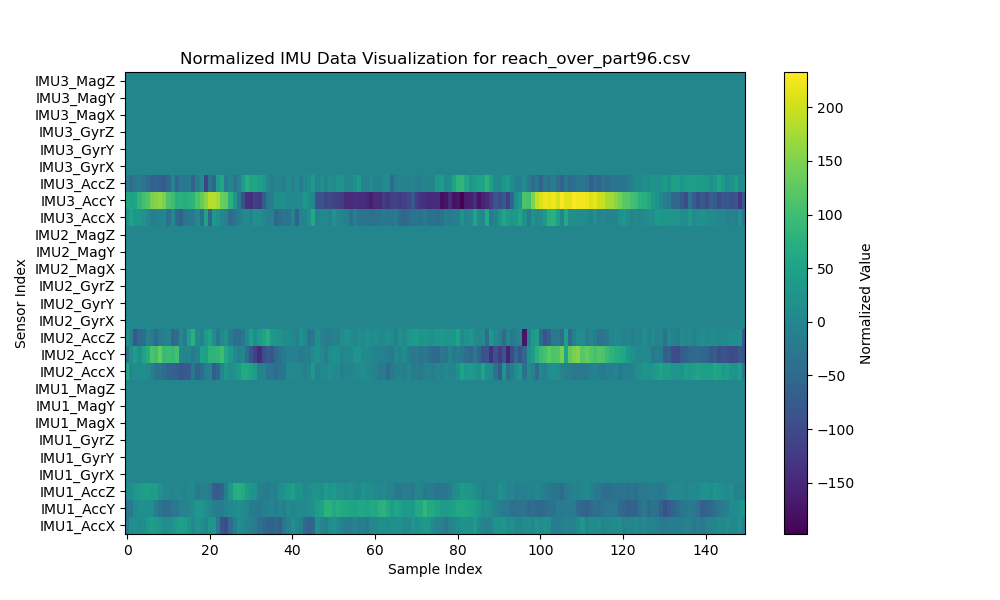 Normalized IMU Data Visualization for reach_over_part96.csv
IMU3_MagZ
IMU3_MagY
IMU3_MagX
IMU3_GyrZ
IMU3_GyrY
IMU3_GyrX
IMU3_AccZ
IMU3_AccY
IMU3_AccX
IMU2_MagZ
IMU2_MagY
IMU2_MagX
IMU2_GyrZ
IMU2_GyrY
IMU2_GyrX
IMU2_AccZ
IMU2_AccY
IMU2_AccX
IMU1_MagZ
IMU1_MagY
IMU1_MagX
IMU1_GyrZ
IMU1_GyrY
IMU1_GyrX
IMU1_AccZ
IMU1_AccY
IMU1_AccX
Sensor Index
0 20 40 60 80 100 120 140
Sample Index
200
150
100
50
0
−50
−100
−150
Normalized Value